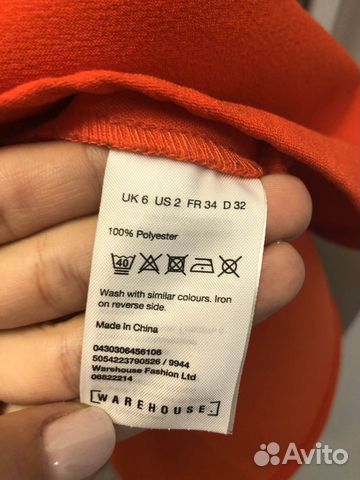 UK 6 US 2 FR 34 D 32
100% Polyester
40
Wash with similar colours. Iron
on reverse side.
Made in China
0430306456106
5054223790526 / 9944
Warehouse Fashion Ltd
06822214
WAREHOUSE.
Avito